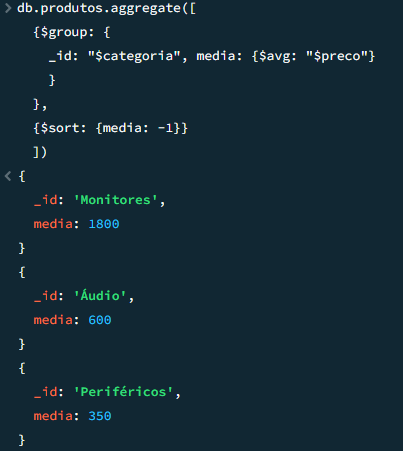 > db.produtos.aggregate([
{$group: {
_id: "$categoria", media: {$avg: "$preco"}
}
},
{$sort: {media: -1}}
])
< {
_id: 'Monitores',
media: 1800
}
{
_id: 'Áudio',
media: 600
}
{
_id: 'Periféricos',
media: 350
}